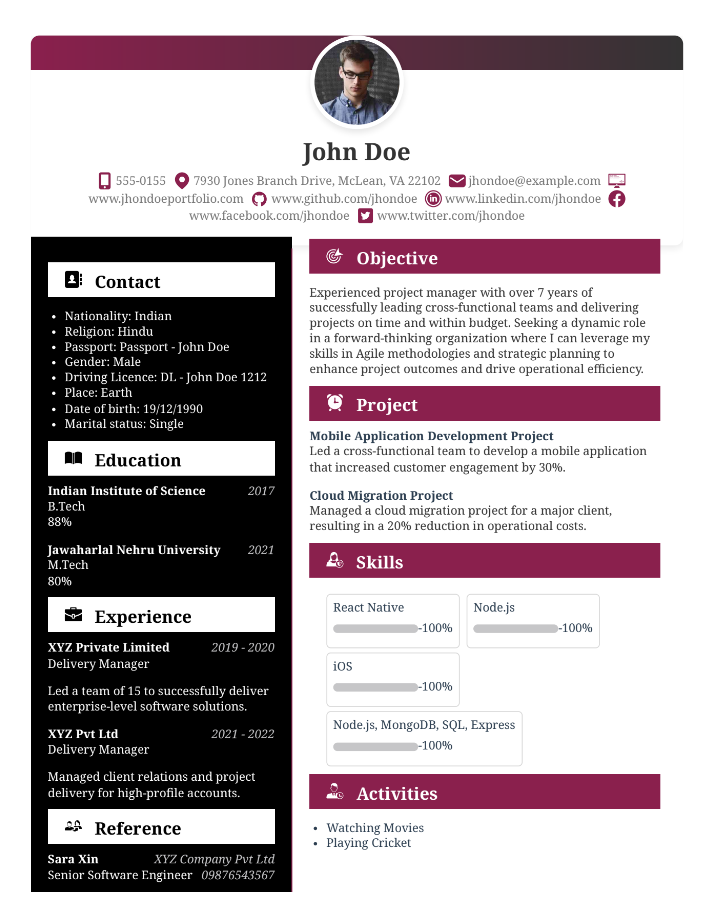 John Doe
555-0155 7930 Jones Branch Drive, McLean, VA 22102 jhondoe@example.com
www.jhondoeportfolio.com www.github.com/jhondoe www.linkedin.com/jhondoe
www.facebook.com/jhondoe www.twitter.com/jhondoe
Contact
• Nationality: Indian
• Religion: Hindu
• Passport: Passport - John Doe
• Gender: Male
• Driving Licence: DL - John Doe 1212
• Place: Earth
• Date of birth: 19/12/1990
• Marital status: Single
Education
Indian Institute of Science 2017
B.Tech
88%
Jawaharlal Nehru University 2021
M.Tech
80%
Experience
XYZ Private Limited 2019 - 2020
Delivery Manager
Led a team of 15 to successfully deliver
enterprise-level software solutions.
XYZ Pvt Ltd 2021 - 2022
Delivery Manager
Managed client relations and project
delivery for high-profile accounts.
Reference
Sara Xin XYZ Company Pvt Ltd
Senior Software Engineer 09876543567
Objective
Experienced project manager with over 7 years of
successfully leading cross-functional teams and delivering
projects on time and within budget. Seeking a dynamic role
in a forward-thinking organization where I can leverage my
skills in Agile methodologies and strategic planning to
enhance project outcomes and drive operational efficiency.
Project
Mobile Application Development Project
Led a cross-functional team to develop a mobile application
that increased customer engagement by 30%.
Cloud Migration Project
Managed a cloud migration project for a major client,
resulting in a 20% reduction in operational costs.
Skills
React Native
-100%
Node.js
-100%
iOS
-100%
Node.js, MongoDB, SQL, Express
-100%
Activities
• Watching Movies
• Playing Cricket